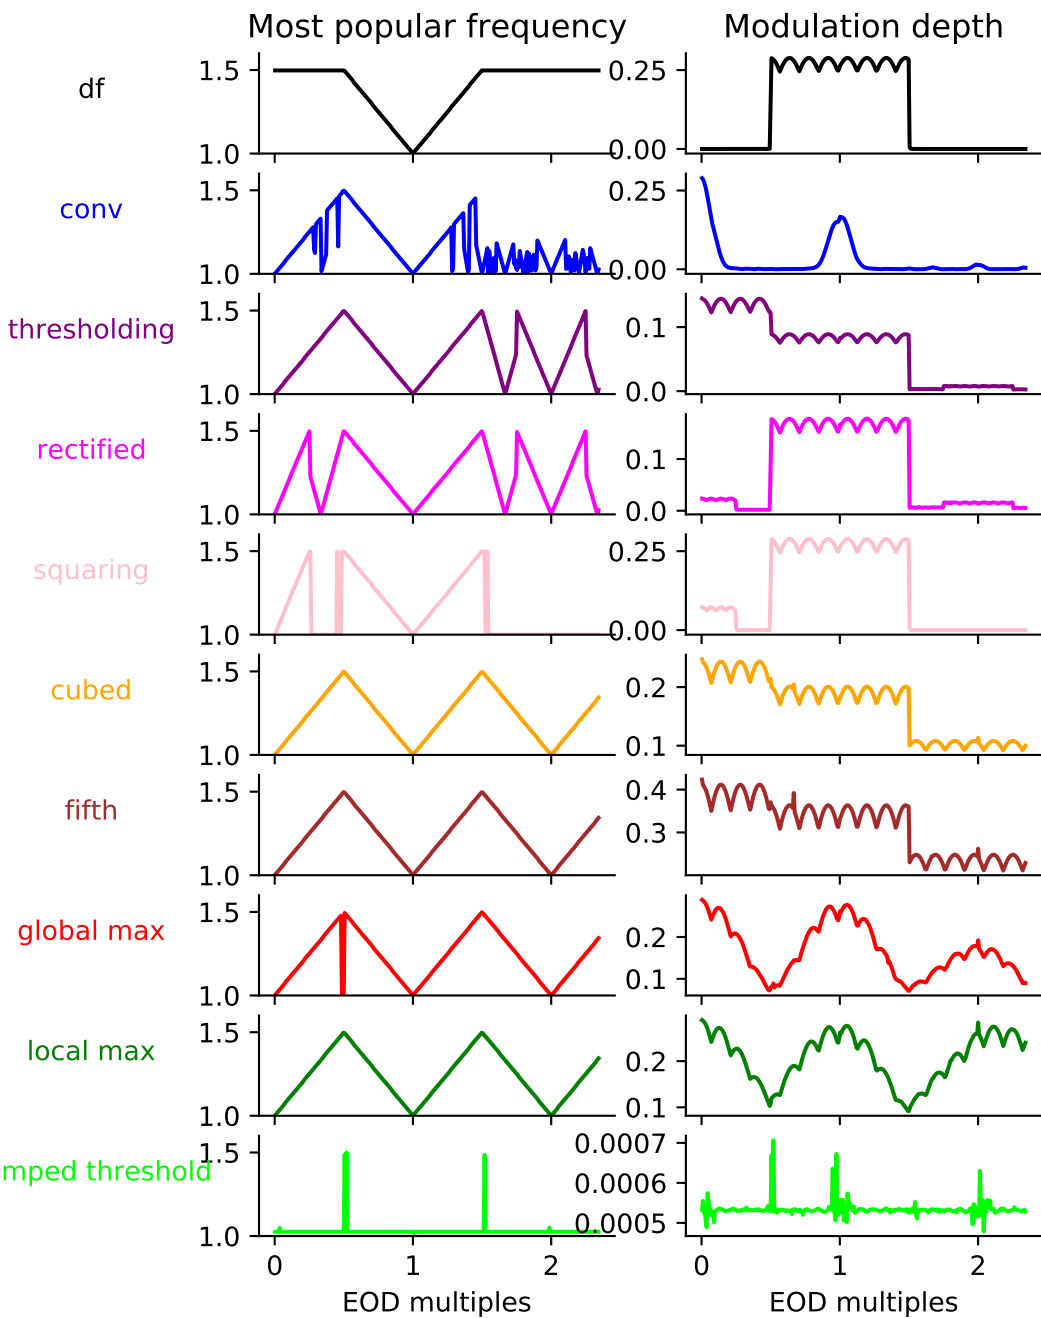 Most popular frequency Modulation depth
df 1.5 1.0 0.25 0.00
conv 1.5 1.0 0.25 0.00
thresholding 1.5 1.0 0.1 0.0
rectified 1.5 1.0 0.1 0.0
squaring 1.5 1.0 0.25 0.00
cubed 1.5 1.0 0.2 0.1
fifth 1.5 1.0 0.4 0.3
global max 1.5 1.0 0.2 0.1
local max 1.5 1.0 0.2 0.1
mped threshold 1.5 1.0 0.0007 0.0006 0.0005
0 1 2 0 1 2
EOD multiples EOD multiples